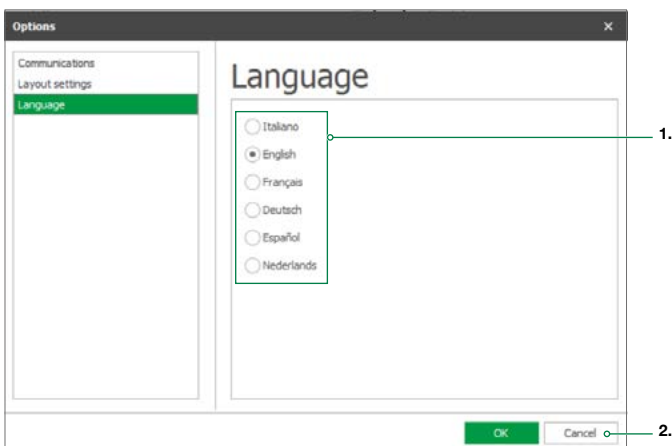 Options
Communications
Layout settings
Language
Language
Italiano
English
Français
Deutsch
Español
Nederlands
1.
OK
Cancel
2.